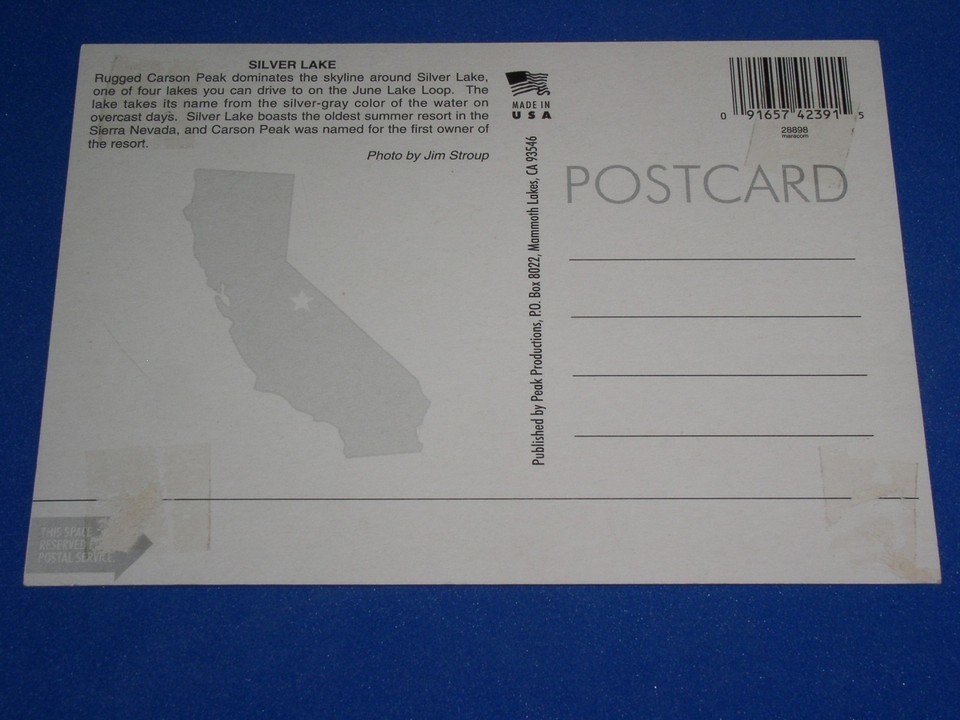 SILVER LAKE
Rugged Carson Peak dominates the skyline around Silver Lake,
one of four lakes you can drive to on the June Lake Loop. The
lake takes its name from the silver-gray color of the water on
overcast days. Silver Lake boasts the oldest summer resort in the
Sierra Nevada, and Carson Peak was named for the first owner of
the resort.
Photo by Jim Stroup
MADE IN
USA
Published by Peak Productions, P.O. Box 8022, Mammoth Lakes, CA 93546
0 91657 42391 5
28898
POSTCARD
THIS SPACE
RESERVED
POSTAL SERVICE